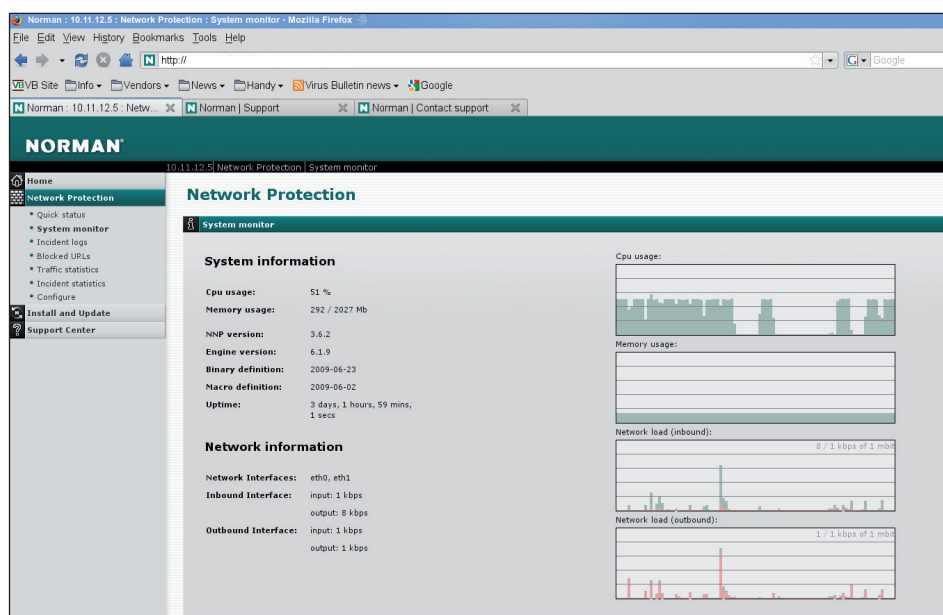 Norman : 10.11.12.5 : Network Protection : System monitor - Mozilla Firefox
File Edit View History Bookmarks Tools Help
http://
Google
VB Site Info Vendors News Handy Virus Bulletin news Google
Norman : 10.11.12.5 : Netw... Norman | Support Norman | Contact support
NORMAN
10.11.12.5| Network Protection | System monitor
Home
Network Protection
Quick status
System monitor
Incident logs
Blocked URLs
Traffic statistics
Incident statistics
Configure
Install and Update
Support Center
Network Protection
System monitor
System information
Cpu usage: 51 %
Memory usage: 292 / 2027 Mb
NNP version: 3.6.2
Engine version: 6.1.9
Binary definition: 2009-06-23
Macro definition: 2009-06-02
Uptime: 3 days, 1 hours, 59 mins,
1 secs
Network information
Network Interfaces: eth0, eth1
Inbound Interface: input: 1 kbps
output: 8 kbps
Outbound Interface: input: 1 kbps
output: 1 kbps
Cpu usage:
Memory usage:
Network load (inbound):
8 / 1 kbps of 1 mbit
Network load (outbound):
1 / 1 kbps of 1 mbit